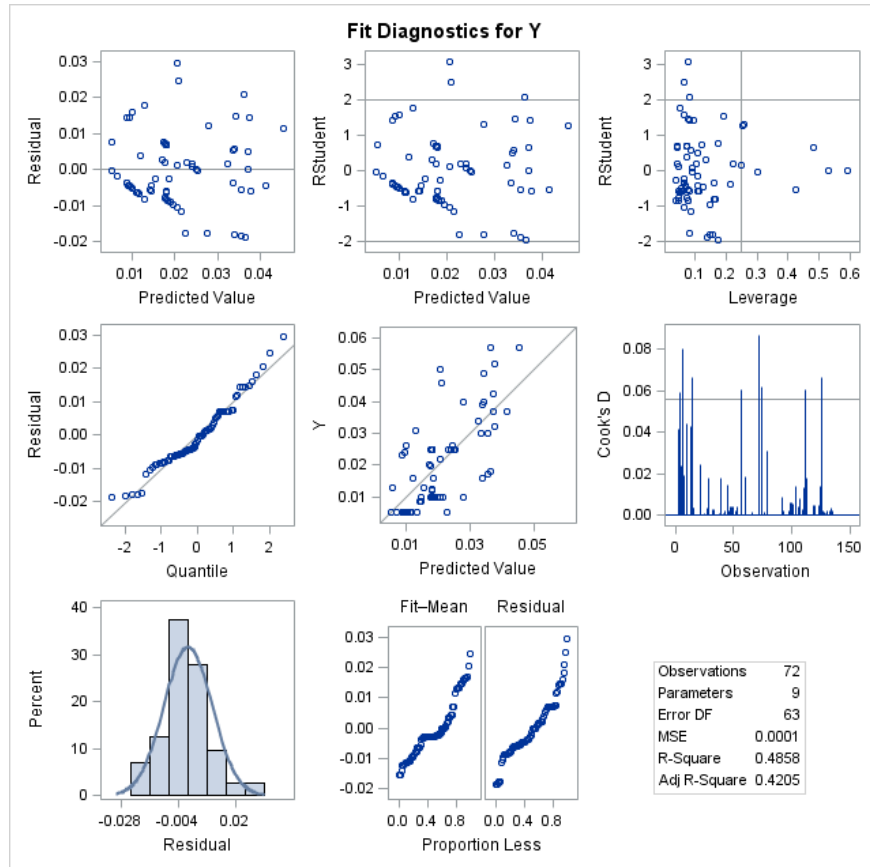 Fit Diagnostics for Y
0.03
0.02
0.01
0.00
-0.01
-0.02
Residual
0.01 0.02 0.03 0.04
Predicted Value
3
2
1
0
-1
-2
RStudent
0.01 0.02 0.03 0.04
Predicted Value
3
2
1
0
-1
-2
RStudent
0.1 0.2 0.3 0.4 0.5 0.6
Leverage
0.03
0.02
0.01
0.00
-0.01
-0.02
Residual
-2 -1 0 1 2
Quantile
0.06
0.05
0.04
0.03
0.02
0.01
Y
0.01 0.03 0.05
Predicted Value
0.08
0.06
0.04
0.02
0.00
Cook's D
0 50 100 150
Observation
40
30
20
10
0
Percent
-0.028 -0.004 0.02
Residual
Fit–Mean Residual
0.03
0.02
0.01
0.00
-0.01
-0.02
0.0 0.4 0.8 0.0 0.4 0.8
Proportion Less
Observations 72
Parameters 9
Error DF 63
MSE 0.0001
R-Square 0.4858
Adj R-Square 0.4205